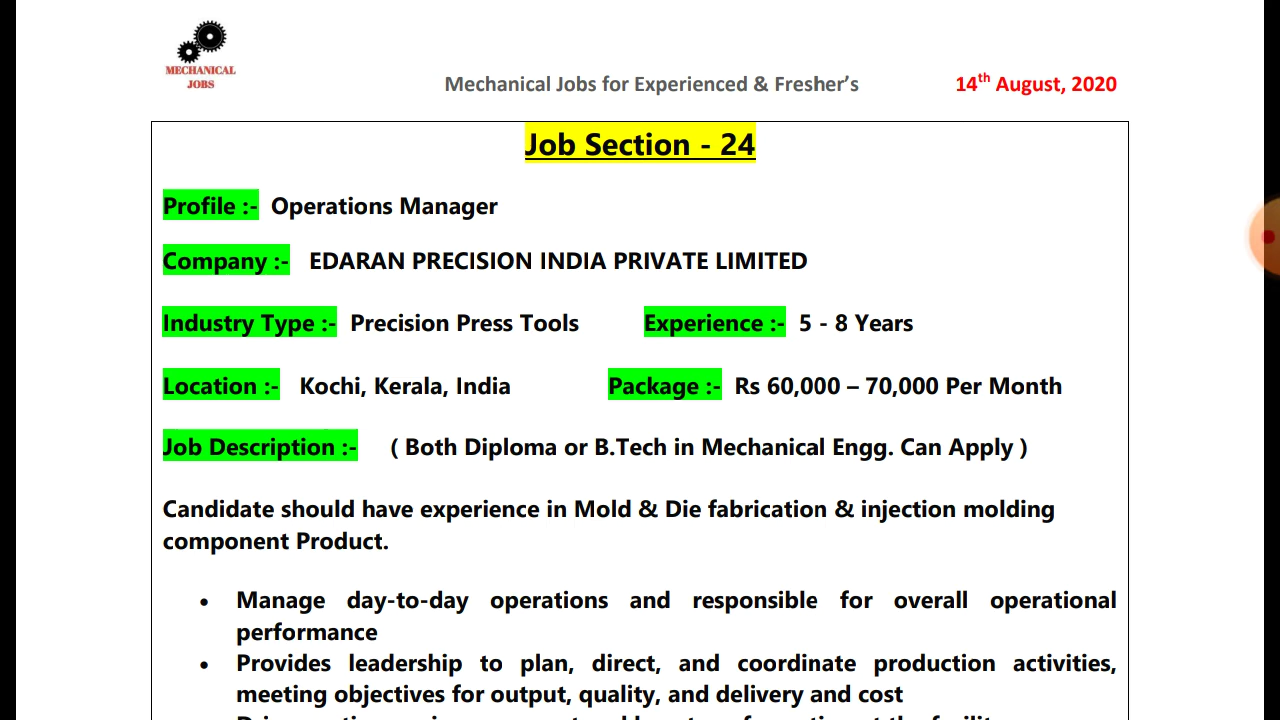 MECHANICAL
JOBS
Mechanical Jobs for Experienced & Fresher's
14th August, 2020
Job Section - 24
Profile :- Operations Manager
Company :- EDARAN PRECISION INDIA PRIVATE LIMITED
Industry Type :- Precision Press Tools Experience :- 5 - 8 Years
Location :- Kochi, Kerala, India Package :- Rs 60,000 – 70,000 Per Month
Job Description :- ( Both Diploma or B.Tech in Mechanical Engg. Can Apply )
Candidate should have experience in Mold & Die fabrication & injection molding
component Product.
• Manage day-to-day operations and responsible for overall operational
performance
• Provides leadership to plan, direct, and coordinate production activities,
meeting objectives for output, quality, and delivery and cost